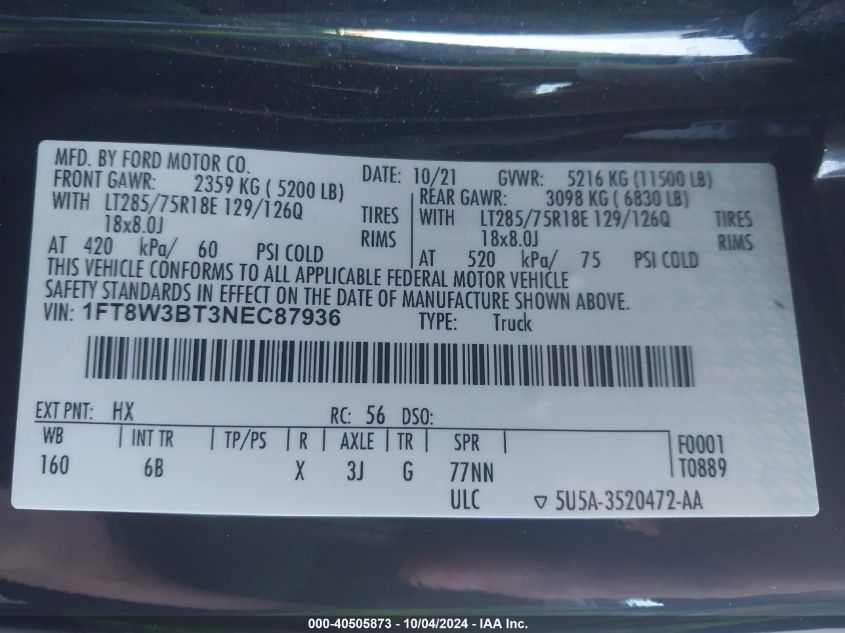 MFD. BY FORD MOTOR CO.
DATE: 10/21 GVWR: 5216 KG (11500 LB)
FRONT GAWR: 2359 KG ( 5200 LB)
WITH LT285/75R18E 129/126Q TIRES
18x8.0J RIMS
AT 420 kPa/ 60 PSI COLD
REAR GAWR: 3098 KG ( 6830 LB)
WITH LT285/75R18E 129/126Q TIRES
18x8.0J RIMS
AT 520 kPa/ 75 PSI COLD
THIS VEHICLE CONFORMS TO ALL APPLICABLE FEDERAL MOTOR VEHICLE
SAFETY STANDARDS IN EFFECT ON THE DATE OF MANUFACTURE SHOWN ABOVE.
VIN: 1FT8W3BT3NEC87936 TYPE: Truck
EXT PNT: HX RC: 56 DSO:
WB | INT TR | TP/PS | R | AXLE | TR | SPR | F0001
160 6B X 3J G 77NN T0889
ULC ▽ 5U5A-3520472-AA
000-40505873 - 10/04/2024 - IAA Inc.